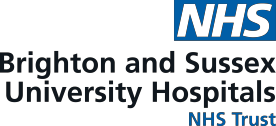 NHS
Brighton and Sussex
University Hospitals
NHS Trust